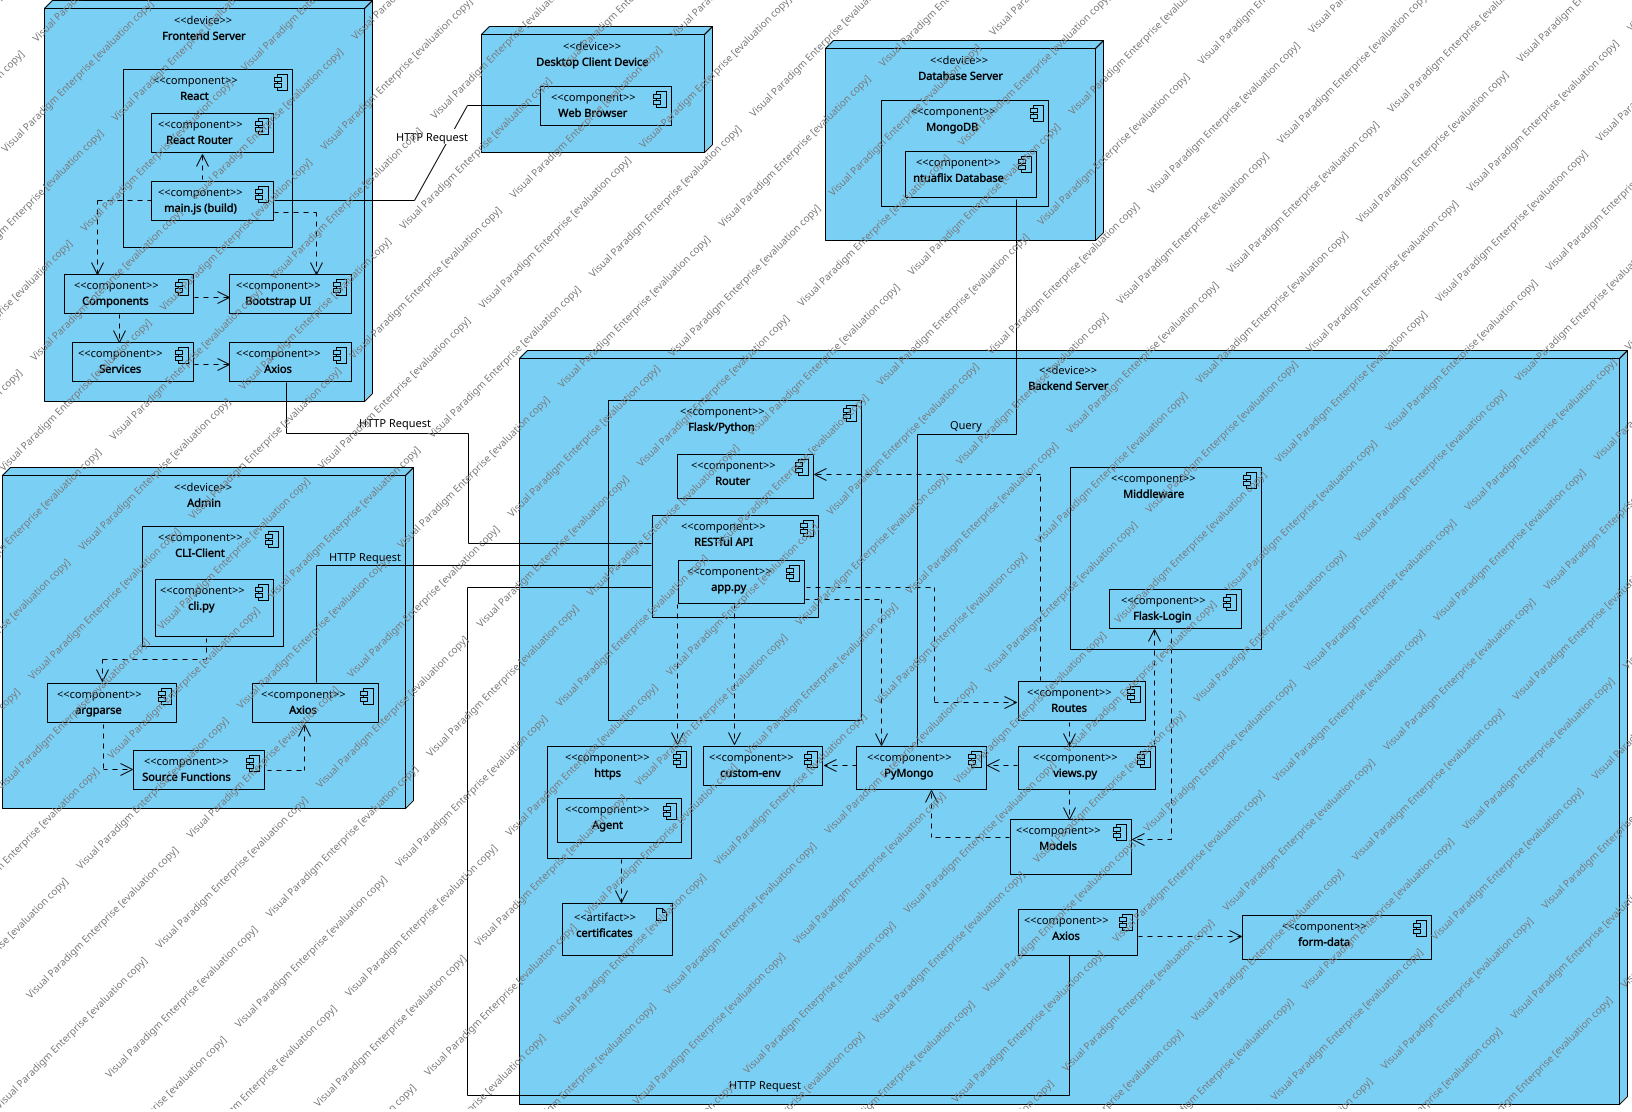 <<device>>
Frontend Server
<<component>>
React
<<component>>
React Router
<<component>>
main.js (build)
<<component>>
Components
<<component>>
Bootstrap UI
<<component>>
Services
<<component>>
Axios
<<device>>
Desktop Client Device
<<component>>
Web Browser
HTTP Request
<<device>>
Database Server
<<component>>
MongoDB
<<component>>
ntuaflix Database
HTTP Request
Query
<<device>>
Admin
<<component>>
CLI-Client
<<component>>
cli.py
<<component>>
argparse
<<component>>
Axios
<<component>>
Source Functions
HTTP Request
<<device>>
Backend Server
<<component>>
Flask/Python
<<component>>
Router
<<component>>
RESTful API
<<component>>
app.py
<<component>>
Middleware
<<component>>
Flask-Login
<<component>>
Routes
<<component>>
https
<<component>>
Agent
<<component>>
custom-env
<<component>>
PyMongo
<<component>>
views.py
<<component>>
Models
<<artifact>>
certificates
<<component>>
Axios
<<component>>
form-data
HTTP Request
Visual Paradigm Enterprise [evaluation copy]